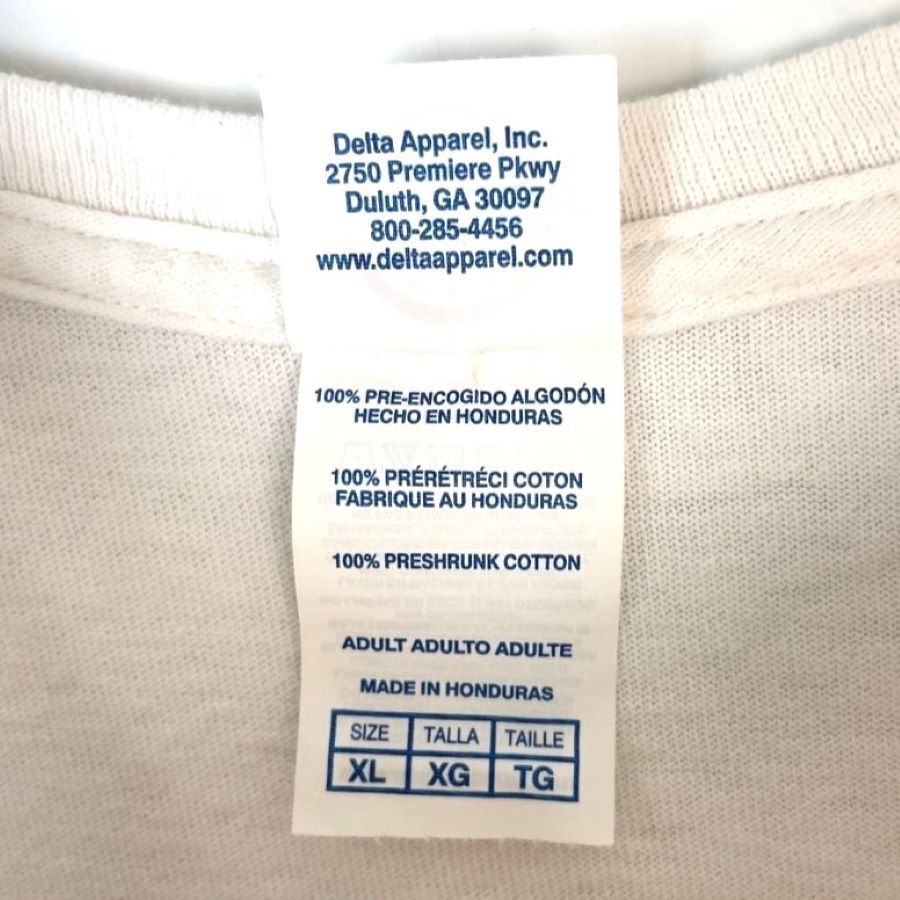 Delta Apparel, Inc.
2750 Premiere Pkwy
Duluth, GA 30097
800-285-4456
www.deltaapparel.com
100% PRE-ENCOGIDO ALGODÓN
HECHO EN HONDURAS
100% PRÉRÉTRÉCI COTON
FABRIQUE AU HONDURAS
100% PRESHRUNK COTTON
ADULT ADULTO ADULTE
MADE IN HONDURAS
SIZE TALLA TAILLE
XL XG TG